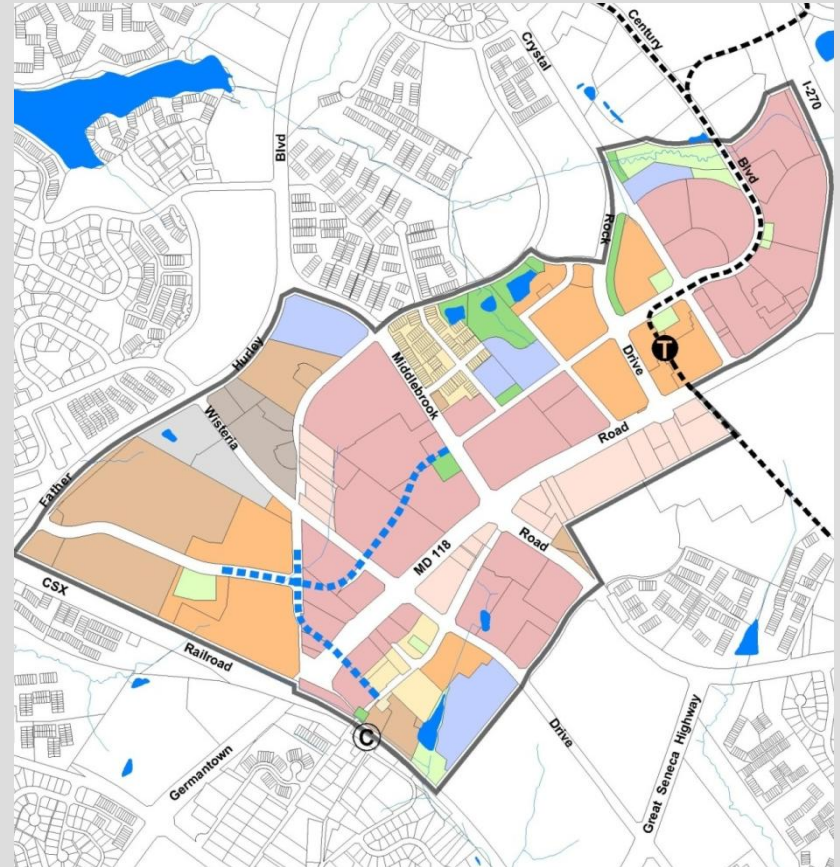 Century
Crystal
I-270
Blvd
Blvd
Rock
Hurley
Middlebrook
Drive
T
Wisteria
Road
Father
MD 118
Road
CSX
Railroad
C
Drive
Germantown
Great Seneca Highway